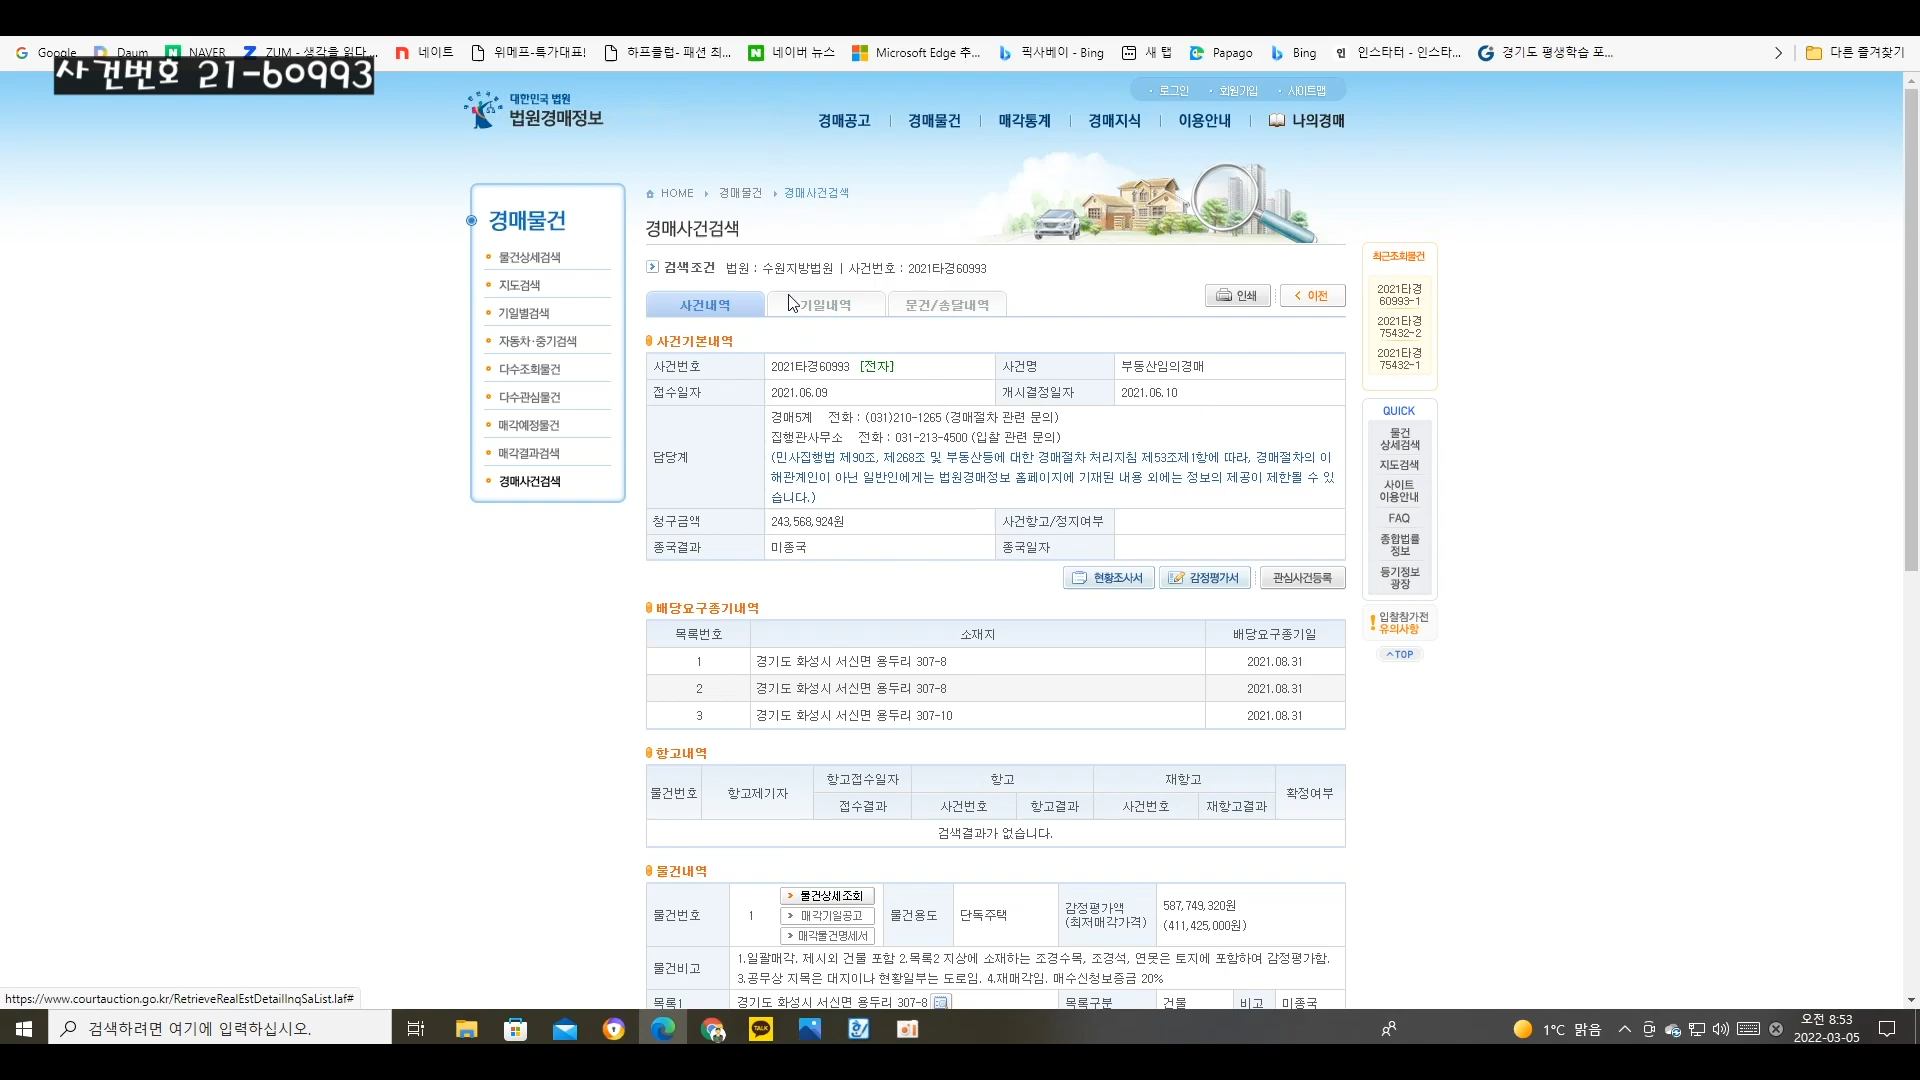 Google
Daum
NAVER
ZUM - 생각을 읽다,...
네이트
위메프-특가대표!
하프클럽- 패션 최...
네이버 뉴스
Microsoft Edge 추...
픽사베이 - Bing
새 탭
Papago
Bing
인스타터 - 인스타...
경기도 평생학습 포...
다른 즐겨찾기
사건번호 21-60993
대한민국 법원
법원경매정보
로그인
회원가입
사이트맵
경매공고
경매물건
매각통계
경매지식
이용안내
나의경매
경매물건
물건상세검색
지도검색
기일별검색
자동차·중기검색
다수조회물건
다수관심물건
매각예정물건
매각결과검색
경매사건검색
HOME 경매물건 경매사건검색
경매사건검색
검색조건 법원 : 수원지방법원 | 사건번호 : 2021타경60993
사건내역
기일내역
문건/송달내역
인쇄
이전
사건기본내역
사건번호 2021타경60993 [전자] 사건명 부동산임의경매
접수일자 2021.06.09 개시결정일자 2021.06.10
담당계
경매5계 전화 : (031)210-1265 (경매절차 관련 문의)
집행관사무소 전화 : 031-213-4500 (입찰 관련 문의)
(민사집행법 제90조, 제268조 및 부동산등에 대한 경매절차 처리지침 제53조제1항에 따라, 경매절차의 이
해관계인이 아닌 일반인에게는 법원경매정보 홈페이지에 기재된 내용 외에는 정보의 제공이 제한될 수 있
습니다.)
청구금액 243,568,924원 사건항고/정지여부
종국결과 미종국 종국일자
현황조사서
감정평가서
관심사건등록
배당요구종기내역
목록번호 소재지 배당요구종기일
1 경기도 화성시 서신면 용두리 307-8 2021.08.31
2 경기도 화성시 서신면 용두리 307-8 2021.08.31
3 경기도 화성시 서신면 용두리 307-10 2021.08.31
항고내역
물건번호 항고제기자 항고접수일자 항고 재항고 확정여부
접수결과 사건번호 항고결과 사건번호 재항고결과
검색결과가 없습니다.
물건내역
물건번호 1
물건상세조회
매각기일공고
매각물건명세서
물건용도 단독주택
감정평가액
(최저매각가격)
587,749,320원
(411,425,000원)
물건비고
1.일괄매각. 제시외 건물 포함 2.목록2 지상에 소재하는 조경수목, 조경석, 연못은 토지에 포함하여 감정평가함.
3.공부상 지목은 대지이나 현황일부는 도로임. 4.재매각임. 매수신청보증금 20%
목록1 경기도 화성시 서신면 용두리 307-8 목록구분 건물 비고 미종국
최근조회물건
2021타경
60993-1
2021타경
75432-2
2021타경
75432-1
QUICK
물건
상세검색
지도검색
사이트
이용안내
FAQ
종합법률
정보
등기정보
광장
입찰참가전
유의사항
TOP
https://www.courtauction.go.kr/RetrieveRealEstDetailInqSaList.laf#
검색하려면 여기에 입력하십시오.
TALK
1°C 맑음
오전 8:53
2022-03-05